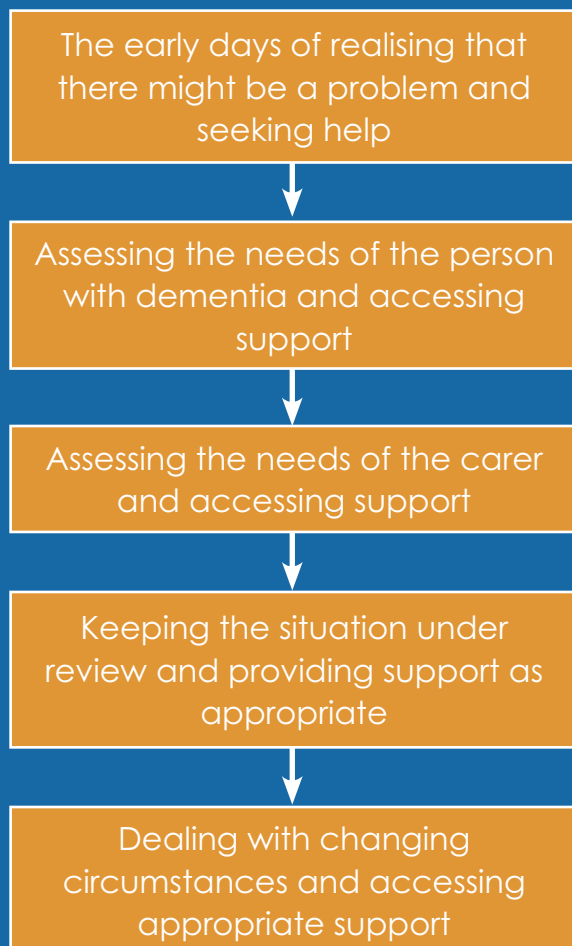 The early days of realising that
there might be a problem and
seeking help
Assessing the needs of the person
with dementia and accessing
support
Assessing the needs of the carer
and accessing support
Keeping the situation under
review and providing support as
appropriate
Dealing with changing
circumstances and accessing
appropriate support